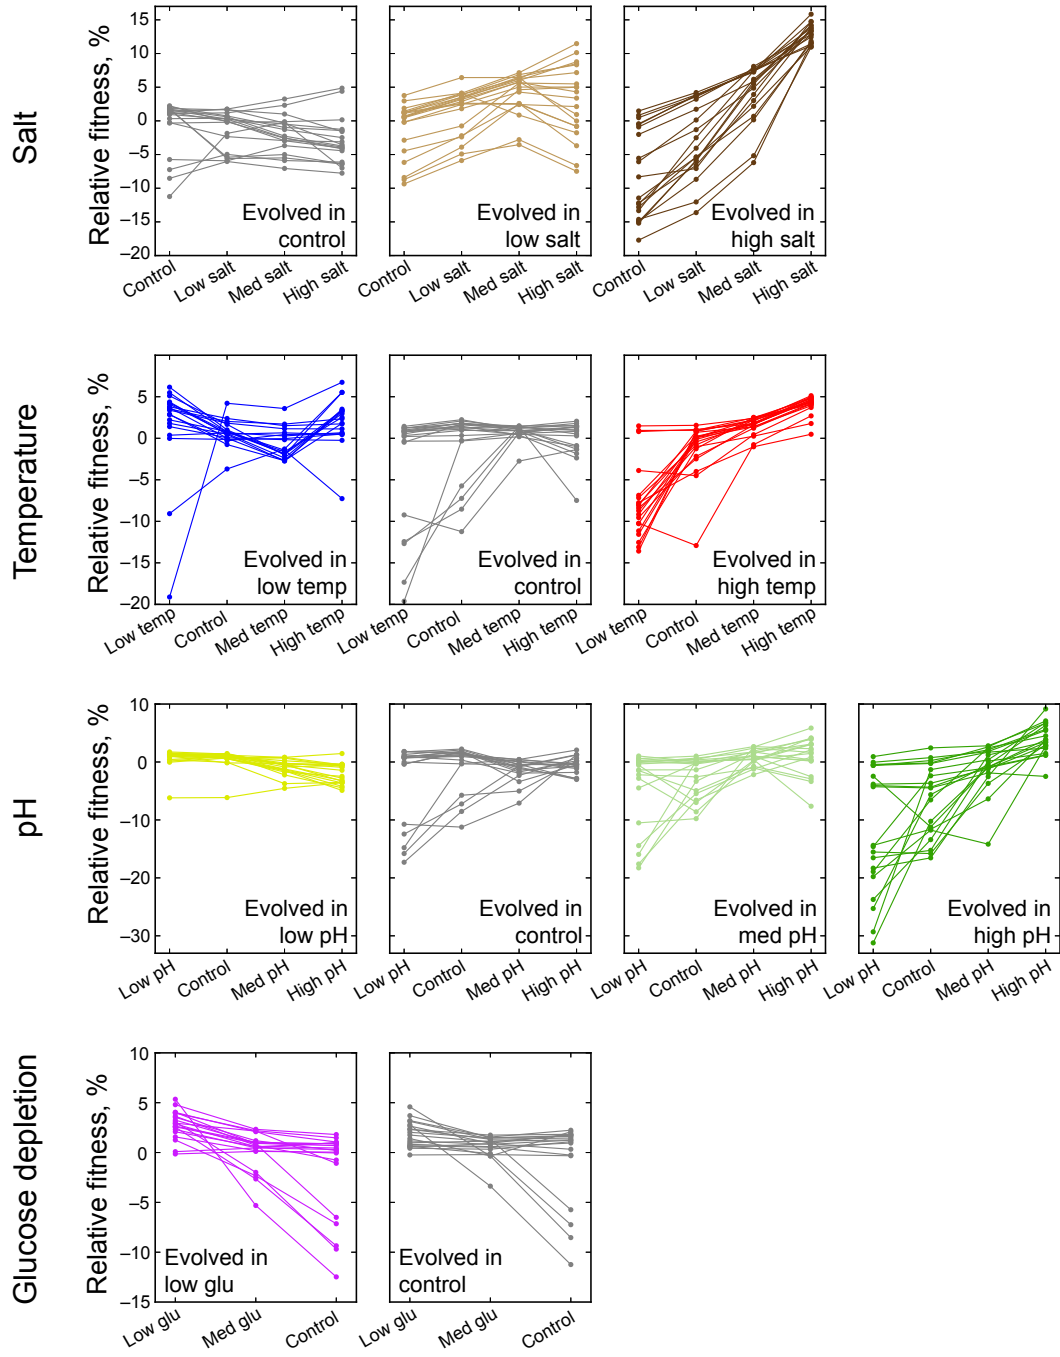 Salt
Relative fitness, %
15
10
5
0
−5
−10
−15
−20
Evolved in
control
Control
Low salt
Med salt
High salt
Evolved in
low salt
Control
Low salt
Med salt
High salt
Evolved in
high salt
Control
Low salt
Med salt
High salt
Temperature
Relative fitness, %
5
0
−5
−10
−15
−20
Evolved in
low temp
Low temp
Control
Med temp
High temp
Evolved in
control
Low temp
Control
Med temp
High temp
Evolved in
high temp
Low temp
Control
Med temp
High temp
pH
Relative fitness, %
10
0
−10
−20
−30
Evolved in
low pH
Low pH
Control
Med pH
High pH
Evolved in
control
Low pH
Control
Med pH
High pH
Evolved in
med pH
Low pH
Control
Med pH
High pH
Evolved in
high pH
Low pH
Control
Med pH
High pH
Glucose depletion
Relative fitness, %
10
5
0
−5
−10
−15
Evolved in
low glu
Low glu
Med glu
Control
Evolved in
control
Low glu
Med glu
Control